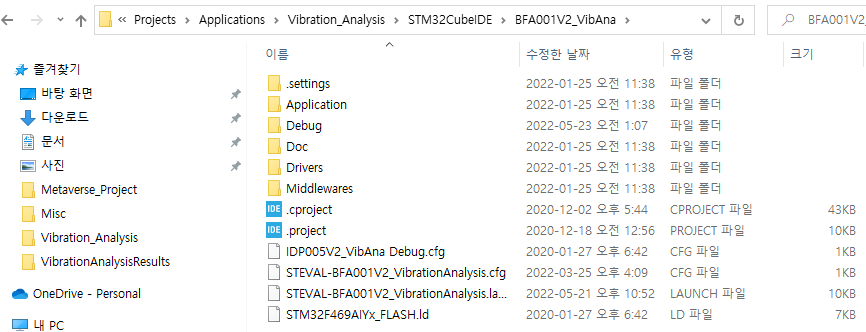 « Projects > Applications > Vibration_Analysis > STM32CubeIDE > BFA001V2_VibAna >
BFA001V2_
이름 수정한 날짜 유형 크기
즐겨찾기
바탕 화면
다운로드
문서
사진
Metaverse_Project
Misc
Vibration_Analysis
VibrationAnalysisResults
OneDrive - Personal
내 PC
.settings 2022-01-25 오전 11:38 파일 폴더
Application 2022-01-25 오전 11:38 파일 폴더
Debug 2022-05-23 오전 1:07 파일 폴더
Doc 2022-01-25 오전 11:38 파일 폴더
Drivers 2022-01-25 오전 11:38 파일 폴더
Middlewares 2022-01-25 오전 11:38 파일 폴더
IDE .cproject 2020-12-02 오후 5:44 CPROJECT 파일 43KB
IDE .project 2020-12-18 오전 12:56 PROJECT 파일 10KB
IDP005V2_VibAna Debug.cfg 2020-01-27 오후 6:42 CFG 파일 1KB
STEVAL-BFA001V2_VibrationAnalysis.cfg 2022-03-25 오후 4:09 CFG 파일 1KB
STEVAL-BFA001V2_VibrationAnalysis.la... 2022-05-21 오후 10:52 LAUNCH 파일 10KB
STM32F469AIYx_FLASH.ld 2020-01-27 오후 6:42 LD 파일 7KB